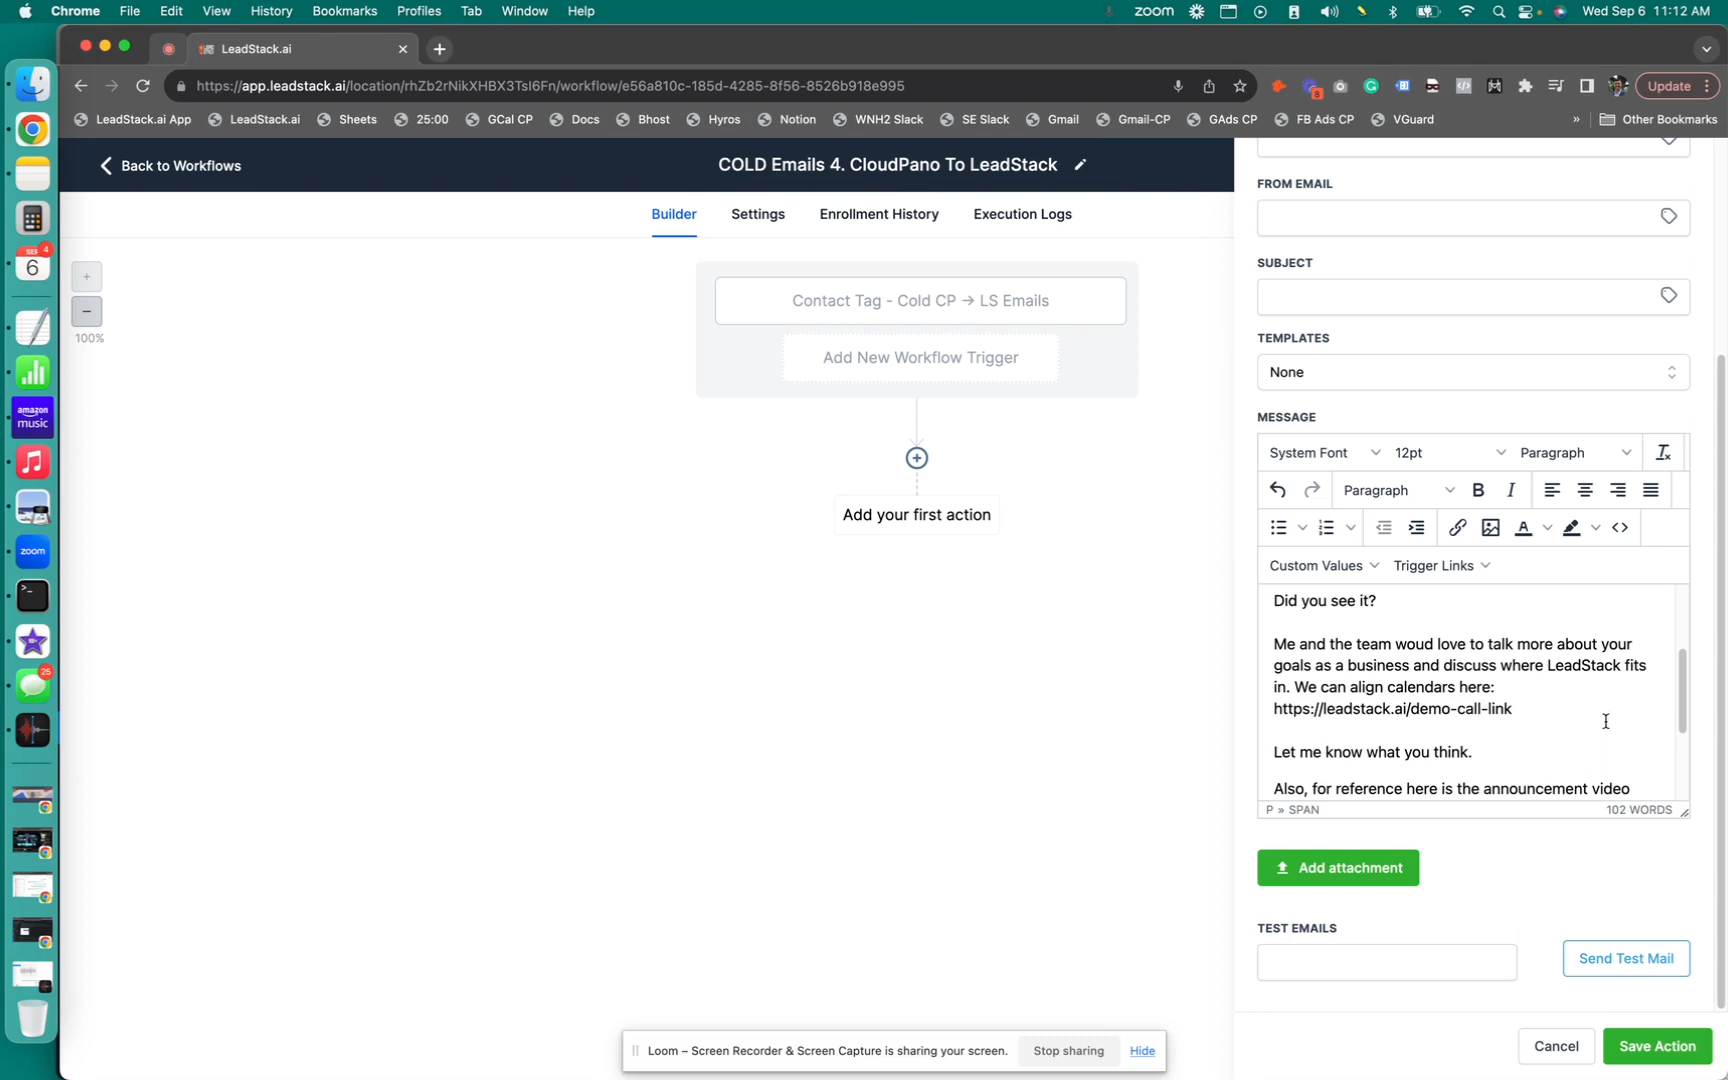 Chrome File Edit View History Bookmarks Profiles Tab Window Help zoom Wed Sep 6 11:12 AM
LeadStack.ai
https://app.leadstack.ai/location/rhZb2rNikXHBX3TsI6Fn/workflow/e56a810c-185d-4285-8f56-8526b918e995 8 Update
LeadStack.ai App LeadStack.ai Sheets 25:00 GCal CP Docs Bhost Hyros Notion WNH2 Slack SE Slack Gmail Gmail-CP GAds CP FB Ads CP VGuard » Other Bookmarks
Back to Workflows COLD Emails 4. CloudPano To LeadStack
Builder Settings Enrollment History Execution Logs
+
−
100%
Contact Tag - Cold CP → LS Emails
Add New Workflow Trigger
Add your first action
FROM EMAIL
SUBJECT
TEMPLATES
None
MESSAGE
System Font 12pt Paragraph
Paragraph B I
A
Custom Values Trigger Links
Did you see it?
Me and the team woud love to talk more about your
goals as a business and discuss where LeadStack fits
in. We can align calendars here:
https://leadstack.ai/demo-call-link
Let me know what you think.
Also, for reference here is the announcement video
P » SPAN 102 WORDS
Add attachment
TEST EMAILS
Send Test Mail
Cancel Save Action
Loom – Screen Recorder & Screen Capture is sharing your screen. Stop sharing Hide
SEP 4
6
amazon
music
zoom
25